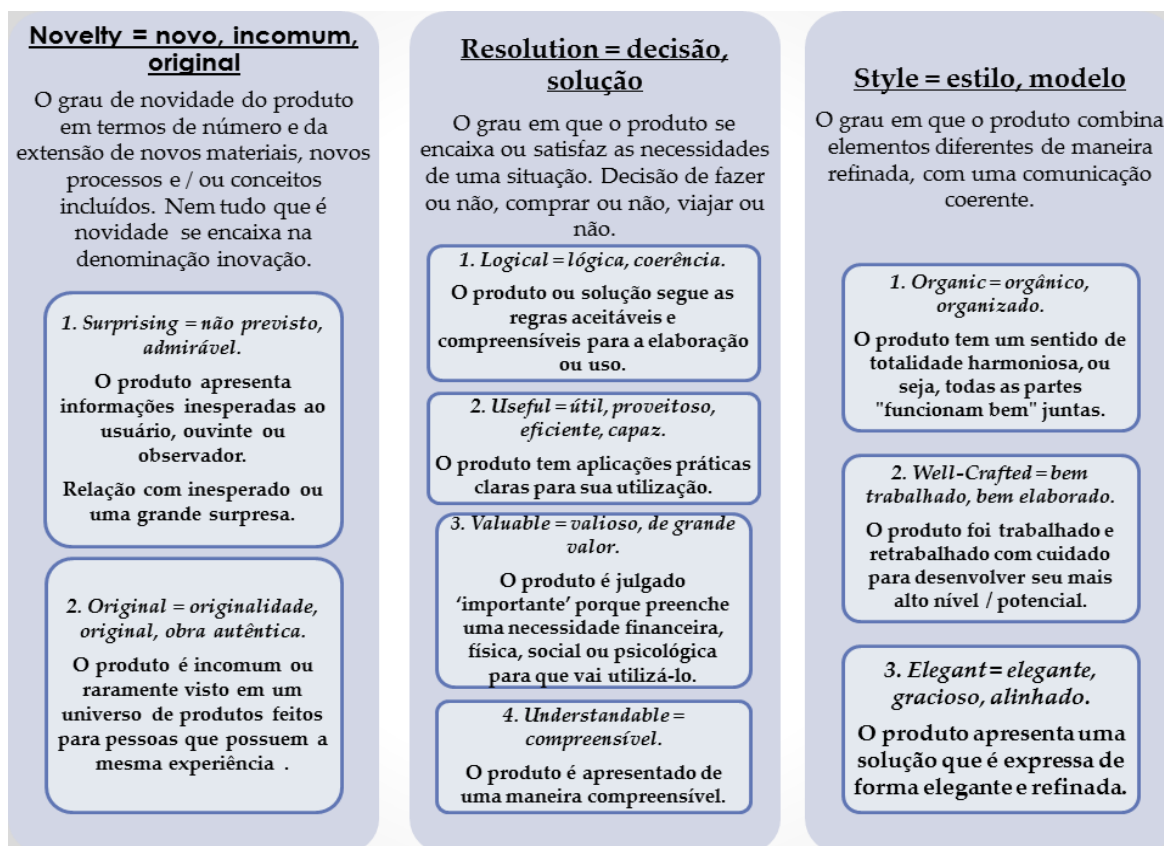 Novelty = novo, incomum,
original
O grau de novidade do produto
em termos de número e da
extensão de novos materiais, novos
processos e / ou conceitos
incluídos. Nem tudo que é
novidade se encaixa na
denominação inovação.
1. Surprising = não previsto,
admirável.
O produto apresenta
informações inesperadas ao
usuário, ouvinte ou
observador.
Relação com inesperado ou
uma grande surpresa.
2. Original = originalidade,
original, obra autêntica.
O produto é incomum ou
raramente visto em um
universo de produtos feitos
para pessoas que possuem a
mesma experiência .
Resolution = decisão,
solução
O grau em que o produto se
encaixa ou satisfaz as necessidades
de uma situação. Decisão de fazer
ou não, comprar ou não, viajar ou
não.
1. Logical = lógica, coerência.
O produto ou solução segue as
regras aceitáveis e
compreensíveis para a elaboração
ou uso.
2. Useful = útil, proveitoso,
eficiente, capaz.
O produto tem aplicações práticas
claras para sua utilização.
3. Valuable = valioso, de grande
valor.
O produto é julgado
‘importante’ porque preenche
uma necessidade financeira,
física, social ou psicológica
para que vai utilizá-lo.
4. Understandable =
compreensível.
O produto é apresentado de
uma maneira compreensível.
Style = estilo, modelo
O grau em que o produto combina
elementos diferentes de maneira
refinada, com uma comunicação
coerente.
1. Organic = orgânico,
organizado.
O produto tem um sentido de
totalidade harmoniosa, ou
seja, todas as partes
"funcionam bem" juntas.
2. Well-Crafted = bem
trabalhado, bem elaborado.
O produto foi trabalhado e
retrabalhado com cuidado
para desenvolver seu mais
alto nível / potencial.
3. Elegant = elegante,
gracioso, alinhado.
O produto apresenta uma
solução que é expressa de
forma elegante e refinada.